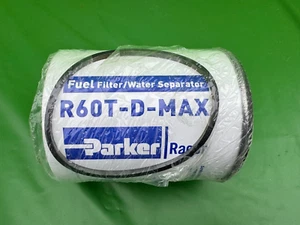 Fuel Filter/Water Separator
R60T-D-MAX
Parker